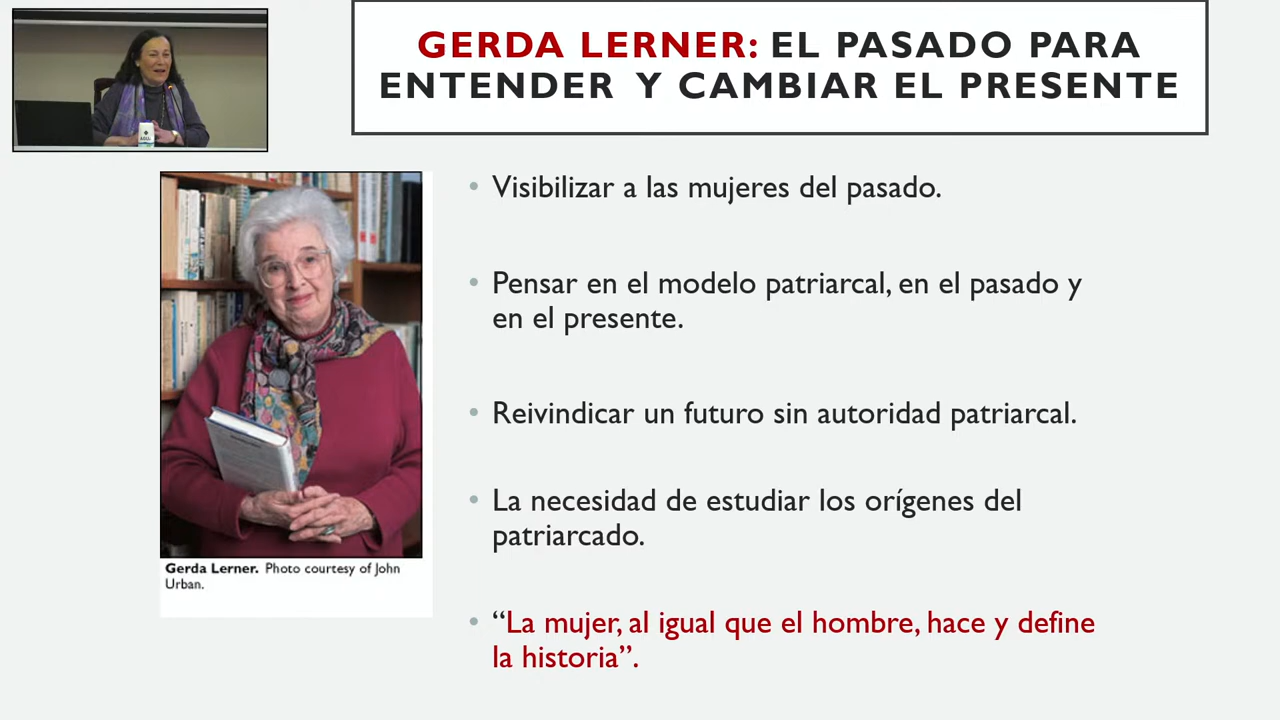 GERDA LERNER: EL PASADO PARA
ENTENDER Y CAMBIAR EL PRESENTE
• Visibilizar a las mujeres del pasado.
• Pensar en el modelo patriarcal, en el pasado y
en el presente.
• Reivindicar un futuro sin autoridad patriarcal.
• La necesidad de estudiar los orígenes del
patriarcado.
• “La mujer, al igual que el hombre, hace y define
la historia”.
Gerda Lerner. Photo courtesy of John
Urban.